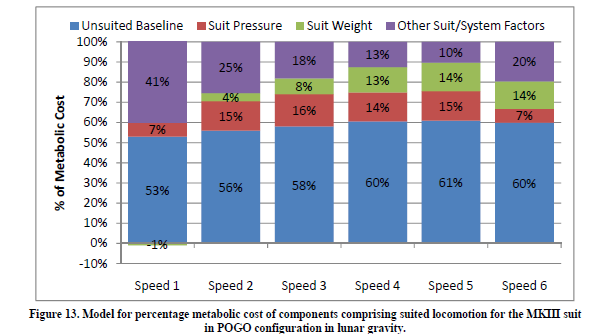 Unsuited Baseline Suit Pressure Suit Weight Other Suit/System Factors
100%
90%
80%
70%
60%
50%
40%
30%
20%
10%
0%
-10%
% of Metabolic Cost
41% 25% 18% 13% 10% 20%
4% 8% 13% 14% 14%
7% 15% 16% 14% 15% 7%
53% 56% 58% 60% 61% 60%
-1%
Speed 1 Speed 2 Speed 3 Speed 4 Speed 5 Speed 6
Figure 13. Model for percentage metabolic cost of components comprising suited locomotion for the MKIII suit
in POGO configuration in lunar gravity.